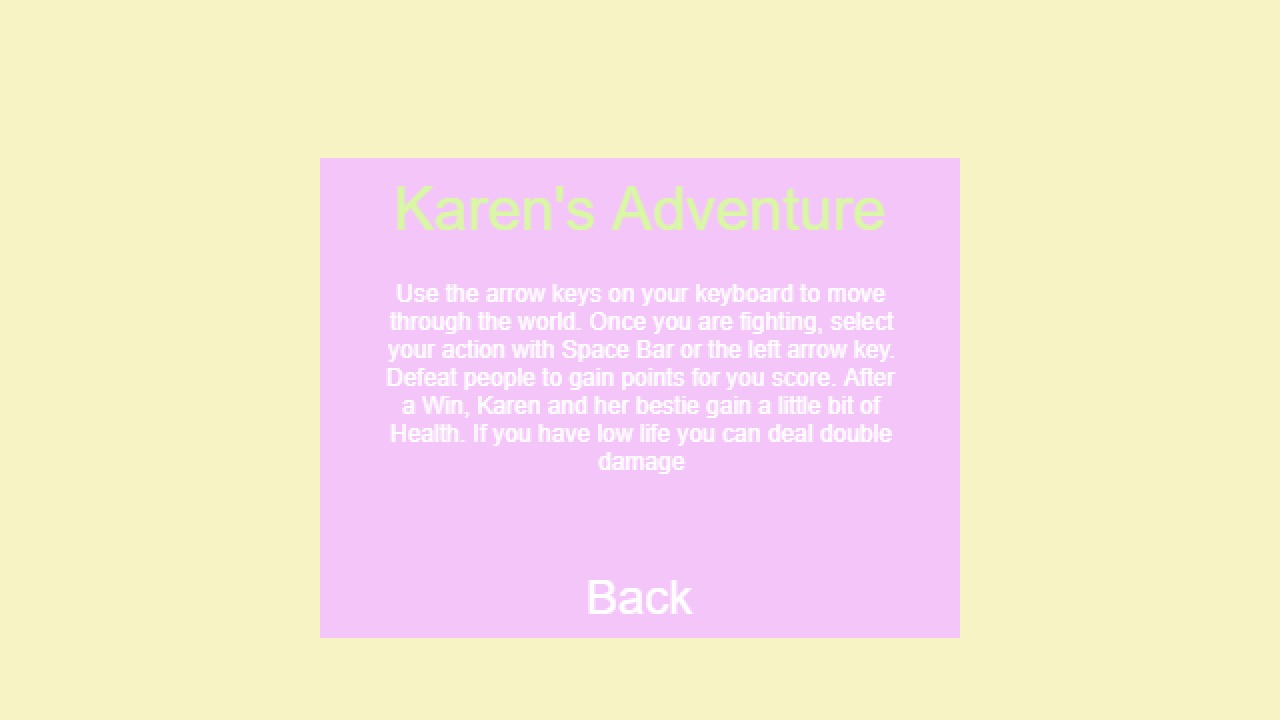 Karen's Adventure
Use the arrow keys on your keyboard to move
through the world. Once you are fighting, select
your action with Space Bar or the left arrow key.
Defeat people to gain points for you score. After
a Win, Karen and her bestie gain a little bit of
Health. If you have low life you can deal double
damage
Back